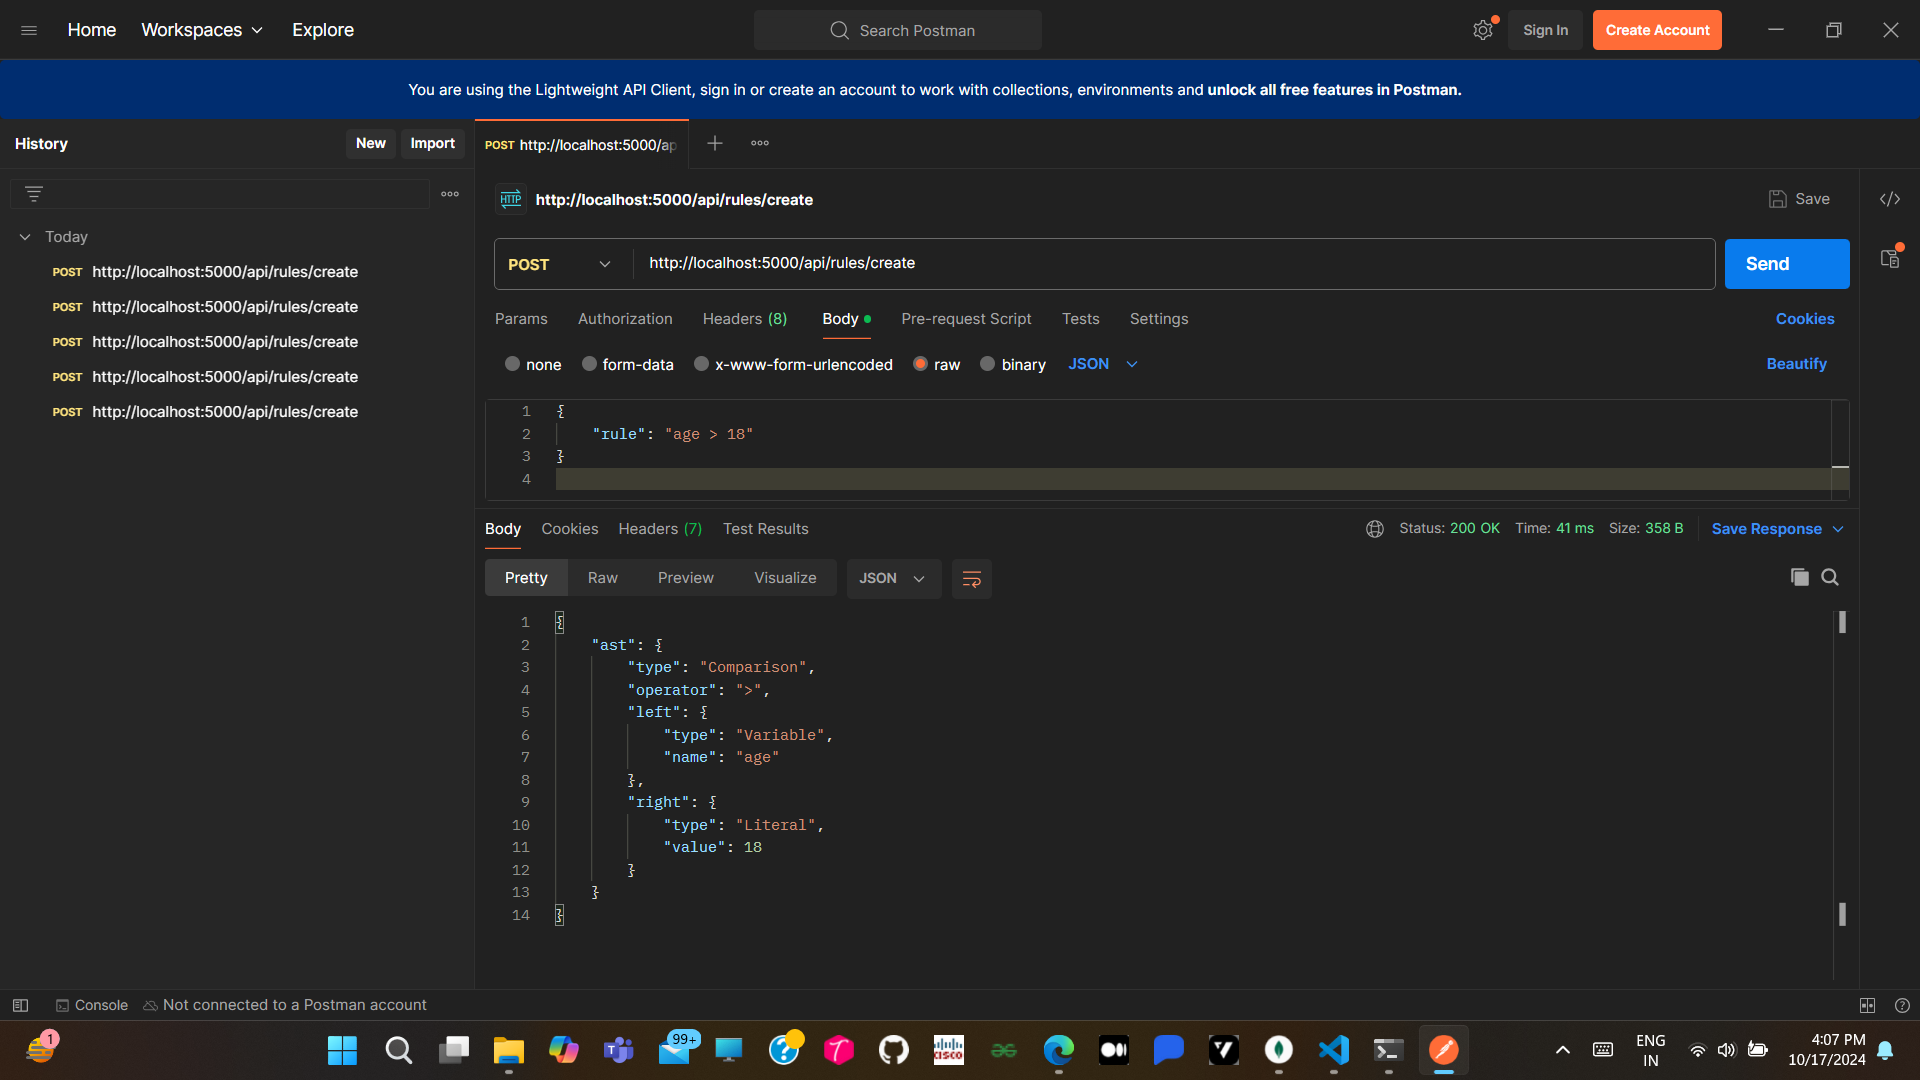 Home Workspaces Explore
Search Postman
Sign In
Create Account
You are using the Lightweight API Client, sign in or create an account to work with collections, environments and unlock all free features in Postman.
History
New
Import
POST http://localhost:5000/ap
HTTP http://localhost:5000/api/rules/create
Save
Today
POST http://localhost:5000/api/rules/create
POST http://localhost:5000/api/rules/create
POST http://localhost:5000/api/rules/create
POST http://localhost:5000/api/rules/create
POST http://localhost:5000/api/rules/create
POST http://localhost:5000/api/rules/create
Send
Params Authorization Headers (8) Body Pre-request Script Tests Settings
Cookies
none form-data x-www-form-urlencoded raw binary JSON
Beautify
1 {
2 "rule": "age > 18"
3 }
4
Body Cookies Headers (7) Test Results
Status: 200 OK Time: 41 ms Size: 358 B
Save Response
Pretty Raw Preview Visualize JSON
1 {
2 "ast": {
3 "type": "Comparison",
4 "operator": ">",
5 "left": {
6 "type": "Variable",
7 "name": "age"
8 },
9 "right": {
10 "type": "Literal",
11 "value": 18
12 }
13 }
14 }
Console Not connected to a Postman account
1
99+
CISCO
ENG
IN
4:07 PM
10/17/2024